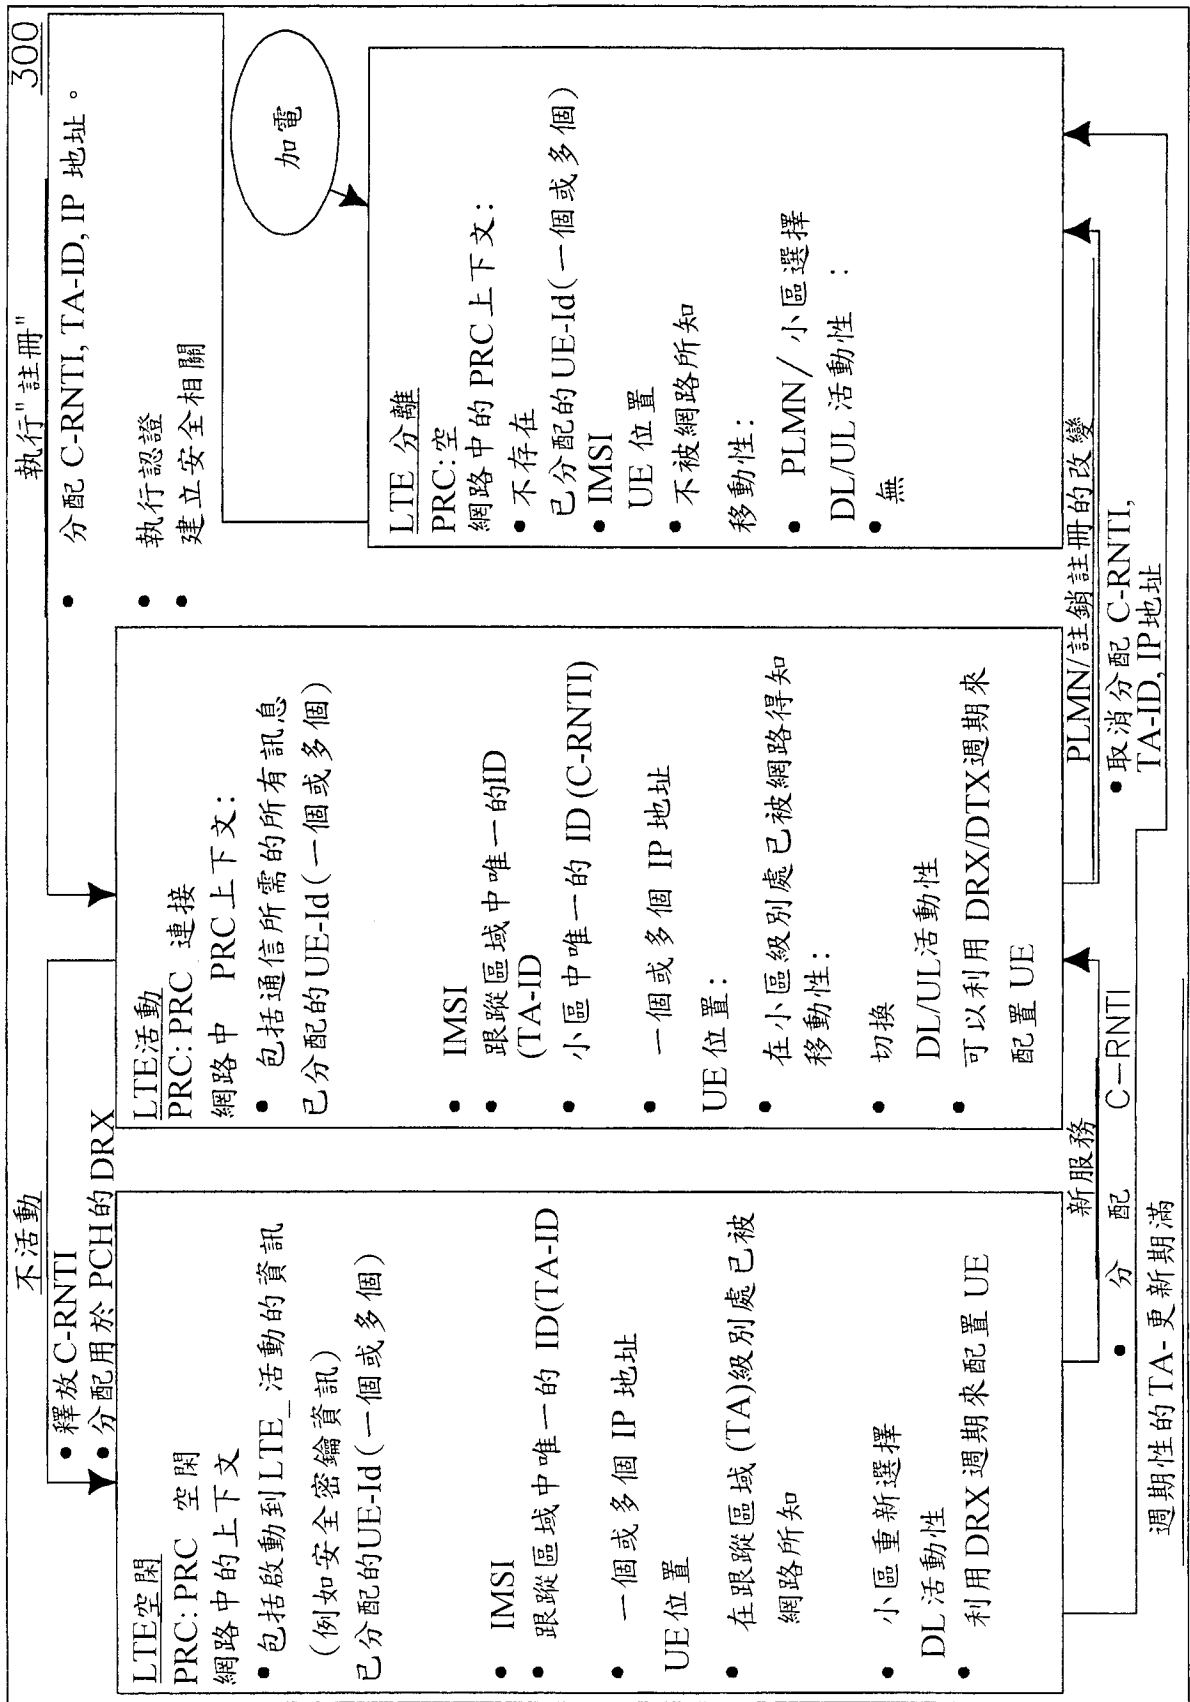 300
執行"註冊"
• 分配 C-RNTI, TA-ID, IP 地址。
• 執行認證
• 建立安全相關
加電
不活動
• 釋放 C-RNTI
• 分配用於 PCH的 DRX
LTE空閑
PRC: PRC 空閑
網路中的上下文
• 包括啟動到 LTE_活動的資訊
(例如安全密鑰資訊)
已分配的UE-Id(一個或多個)
• IMSI
• 跟蹤區域中唯一的 ID(TA-ID
• 一個或多個 IP 地址
UE位置
• 在跟蹤區域(TA)級別處已被
網路所知
• 小區重新選擇
DL 活動性
• 利用DRX週期來配置 UE
LTE活動
PRC: PRC 連接
網路中 PRC上下文:
• 包括通信所需的所有訊息
已分配的UE-Id(一個或多個)
• IMSI
• 跟蹤區域中唯一的ID
(TA-ID
• 小區中唯一的 ID (C-RNTI)
• 一個或多個 IP 地址
UE位置:
• 在小區級別處已被網路得知
移動性:
• 切換
DL/UL活動性
• 可以利用 DRX/DTX週期來
配置 UE
LTE 分離
PRC:空
網路中的 PRC上下文:
• 不存在
已分配的UE-Id(一個或多個)
• IMSI
UE 位置
• 不被網路所知
移動性:
• PLMN/ 小區選擇
DL/UL 活動性 :
• 無
新服務
• 分 配 C-RNTI
PLMN/註銷註冊的改變
• 取消分配 C-RNTI,
TA-ID, IP地址
週期性的TA-更新期滿